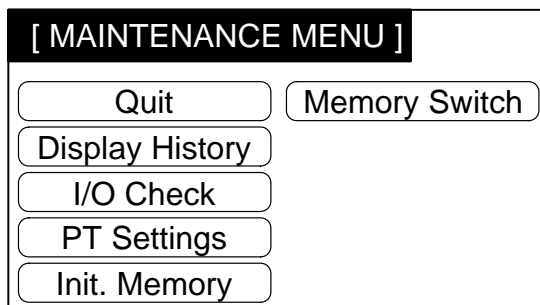 [ MAINTENANCE MENU ]
Quit
Memory Switch
Display History
I/O Check
PT Settings
Init. Memory